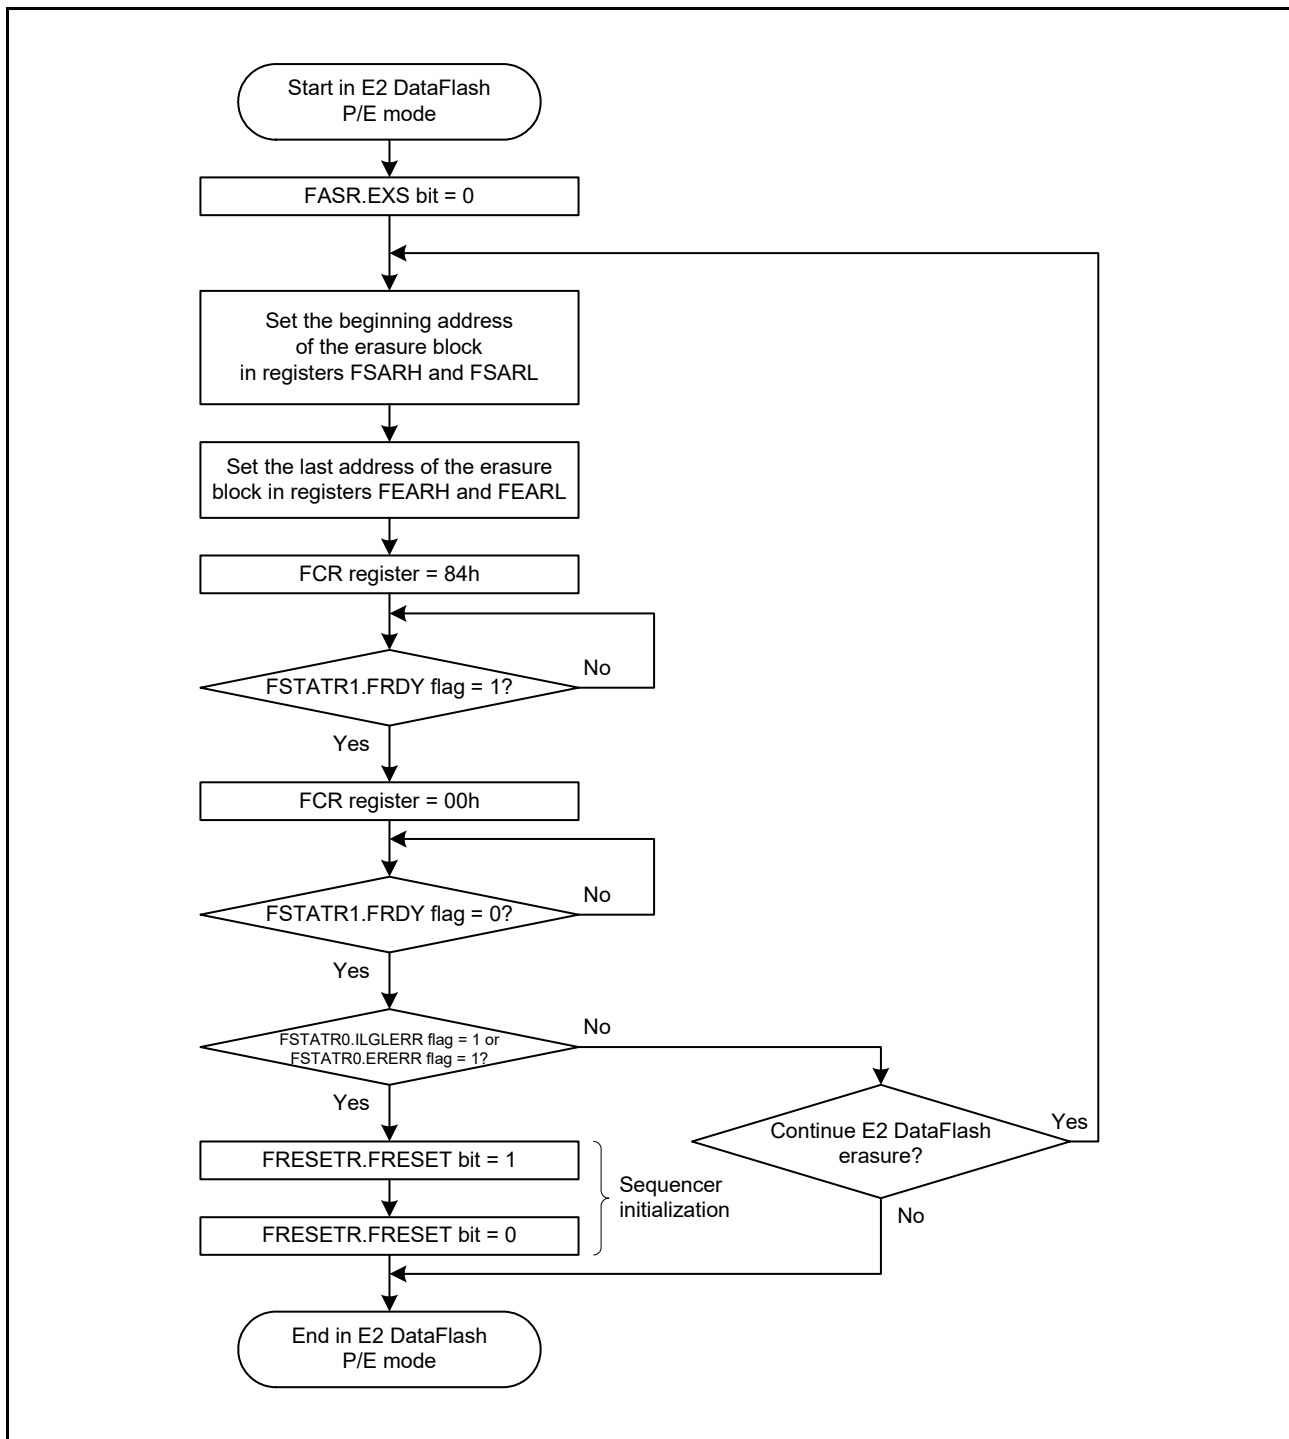 Start in E2 DataFlash
P/E mode
FASR.EXS bit = 0
Set the beginning address
of the erasure block
in registers FSARH and FSARL
Set the last address of the erasure
block in registers FEARH and FEARL
FCR register = 84h
No
FSTATR1.FRDY flag = 1?
Yes
FCR register = 00h
No
FSTATR1.FRDY flag = 0?
Yes
No
FSTATR0.ILGLERR flag = 1 or
FSTATR0.ERERR flag = 1?
Yes
Continue E2 DataFlash
erasure?
Yes
No
FRESETR.FRESET bit = 1
Sequencer
initialization
FRESETR.FRESET bit = 0
End in E2 DataFlash
P/E mode